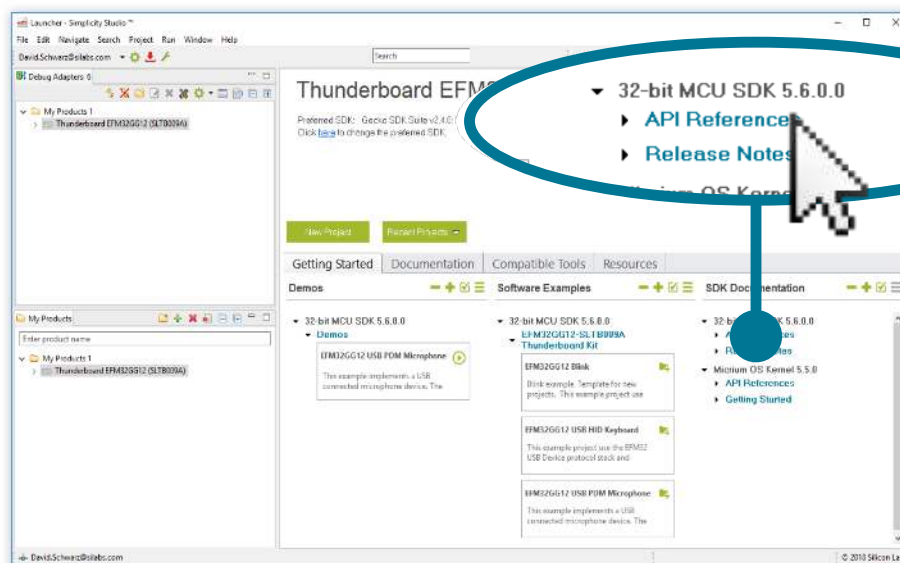 Launcher - Simplicity Studio ™
File Edit Navigate Search Project Run Window Help
David.Schwarz@silabs.com
Search
Debug Adapters 6
My Products 1
Thunderboard EFM32GG12 (SLTB009A)
Thunderboard EFM3
Preferred SDK: Gecko SDK Suite v2.4.0:
Click here to change the preferred SDK.
32-bit MCU SDK 5.6.0.0
API References
Release Notes
OS Kernel
New Project
Recent Projects
Getting Started
Documentation
Compatible Tools
Resources
Demos
32-bit MCU SDK 5.6.0.0
Demos
EFM32GG12 USB PDM Microphone
This example implements a USB
connected microphone device. The
Software Examples
32-bit MCU SDK 5.6.0.0
EFM32GG12-SLTB009A
Thunderboard Kit
EFM32GG12 Blink
Blink example. Template for new
projects. This example project use
EFM32GG12 USB HID Keyboard
This example project use the EFM32
USB Device protocol stack and
EFM32GG12 USB PDM Microphone
This example implements a USB
connected microphone device. The
SDK Documentation
32-b K 5.6.0.0
Micrium OS Kernel 5.5.0
API References
Getting Started
My Products
Enter product name
My Products 1
Thunderboard EFM32GG12 (SLTB009A)
David.Schwarz@silabs.com
© 2018 Silicon La